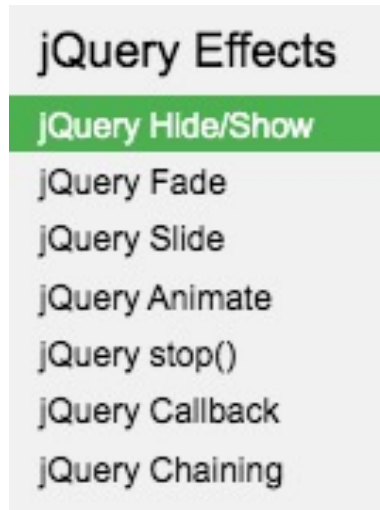 jQuery Effects
jQuery Hide/Show
jQuery Fade
jQuery Slide
jQuery Animate
jQuery stop()
jQuery Callback
jQuery Chaining